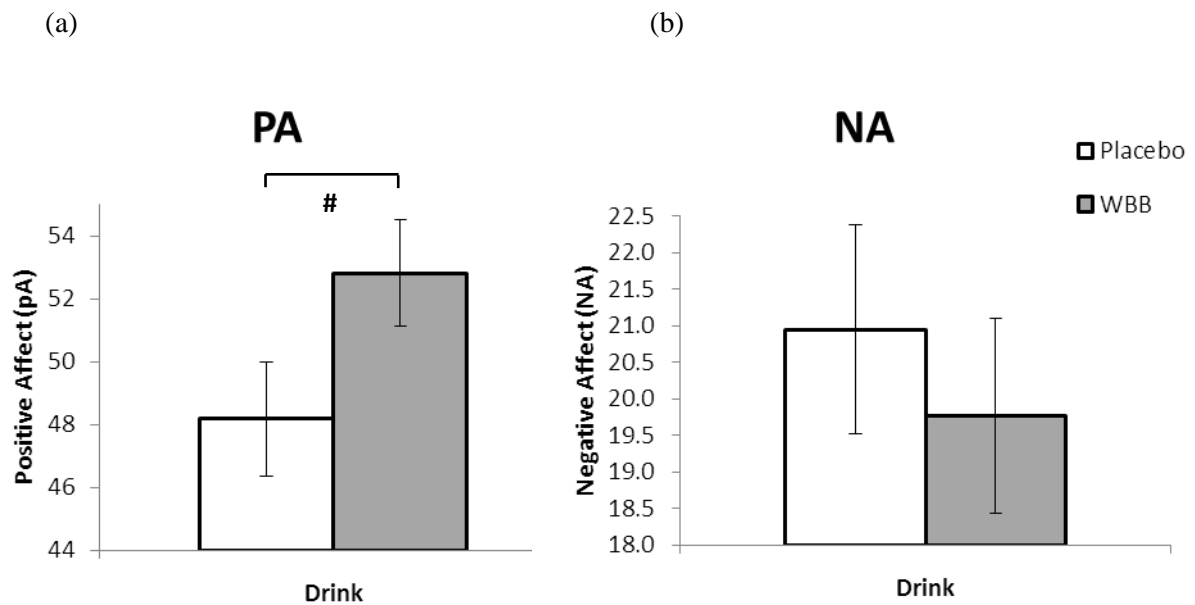 (a)
(b)
PA
NA
Placebo
WBB
#
Positive Affect (pA)
54
52
50
48
46
44
Drink
Negative Affect (NA)
22.5
22.0
21.5
21.0
20.5
20.0
19.5
19.0
18.5
18.0
Drink